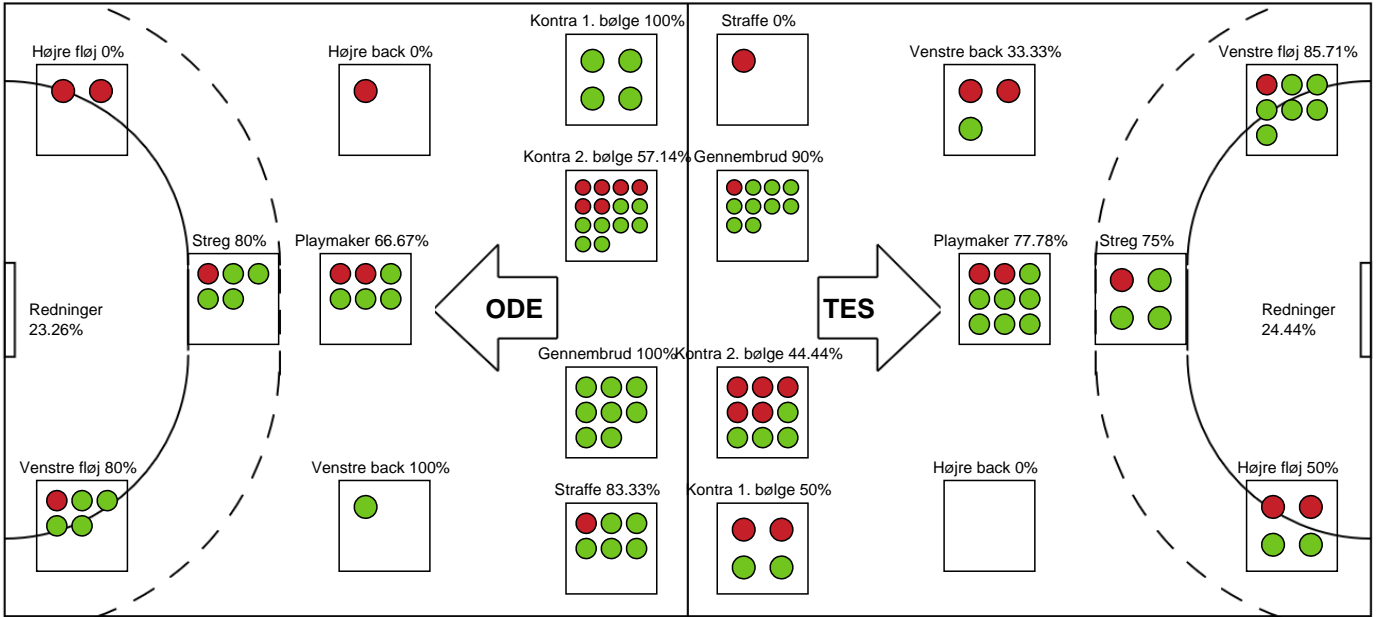 Kontra 1. bølge 100%
Straffe 0%
Højre fløj 0%
Højre back 0%
Venstre back 33.33%
Venstre fløj 85.71%
Kontra 2. bølge 57.14%
Gennembrud 90%
Streg 80%
Playmaker 66.67%
Playmaker 77.78%
Streg 75%
Redninger
23.26%
ODE
TES
Redninger
24.44%
Gennembrud 100%
Kontra 2. bølge 44.44%
Venstre fløj 80%
Venstre back 100%
Højre back 0%
Højre fløj 50%
Straffe 83.33%
Kontra 1. bølge 50%